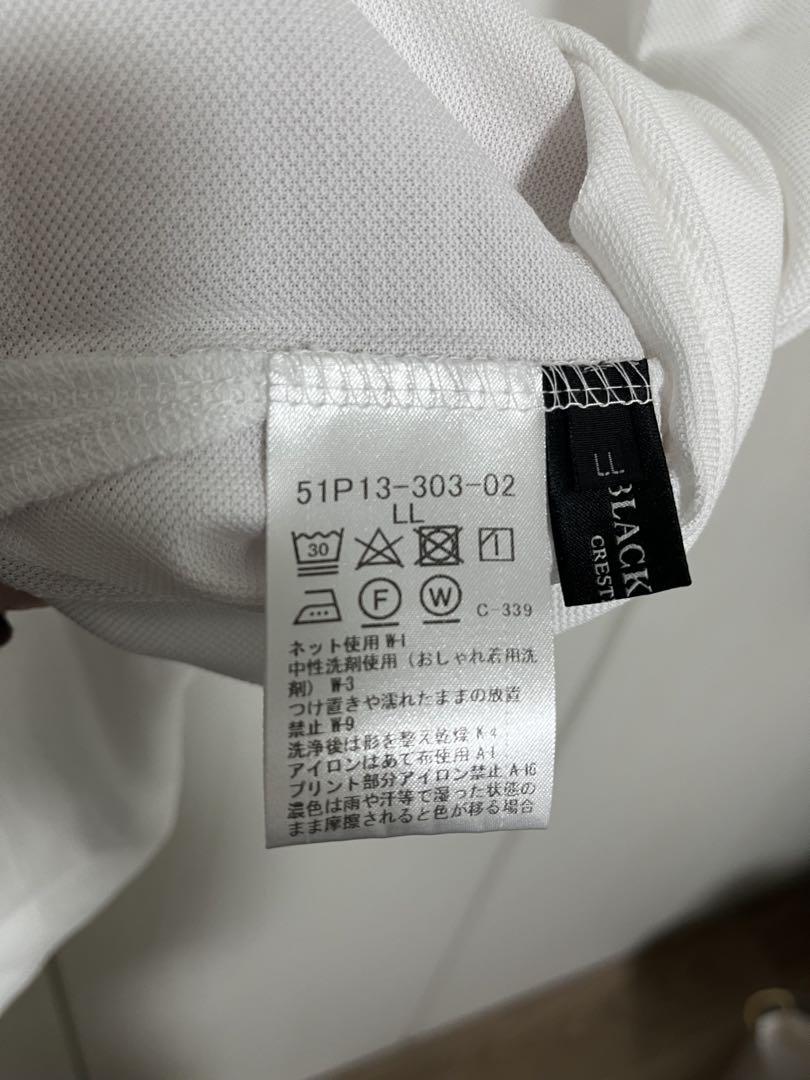 51P13-303-02
LL
30
F W C-339
ネット使用 W-1
中性洗剤使用（おしゃれ着用洗
剤） W-3
つけ置きや濡れたままの放置
禁止 W-9
洗浄後は形を整え乾燥 K-4
アイロンはあて布使用 A-1
プリント部分アイロン禁止 A-16
濃色は雨や汗等で湿った状態の
まま摩擦されると色が移る場合
BLACK
CREST